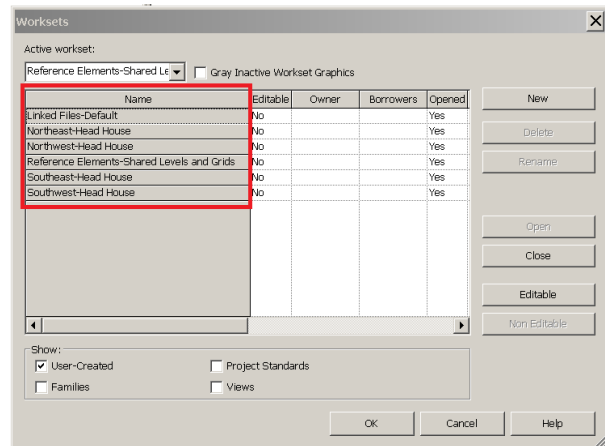 Worksets
Active workset:
Reference Elements-Shared Le
Gray Inactive Workset Graphics
Name Editable Owner Borrowers Opened
Linked Files-Default No Yes
Northeast-Head House No Yes
Northwest-Head House No Yes
Reference Elements-Shared Levels and Grids No Yes
Southeast-Head House No Yes
Southwest-Head House No Yes
New
Delete
Rename
Open
Close
Editable
Non Editable
Show:
User-Created Project Standards
Families Views
OK Cancel Help